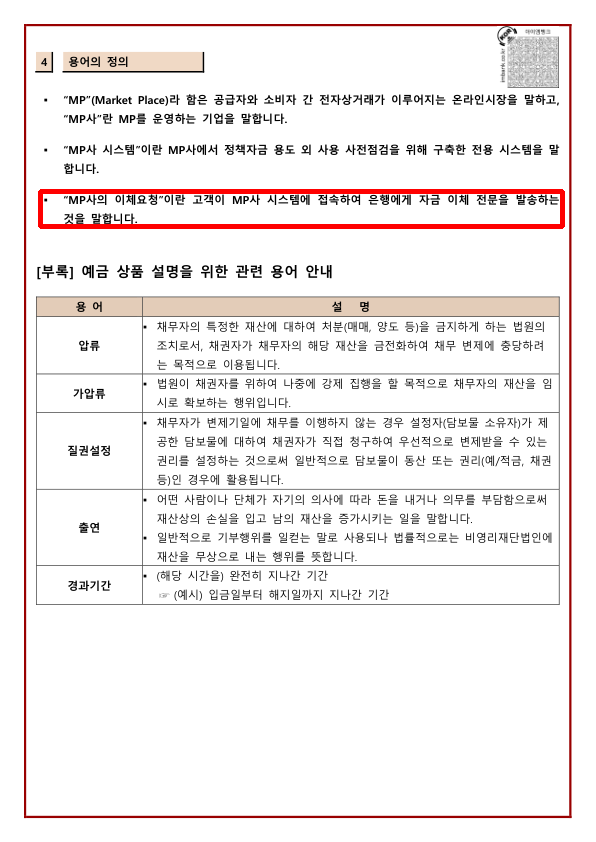 아이엠뱅크
imbank.co.kr
4 용어의 정의
▪ “MP”(Market Place)라 함은 공급자와 소비자 간 전자상거래가 이루어지는 온라인시장을 말하고,
“MP사”란 MP를 운영하는 기업을 말합니다.
▪ “MP사 시스템”이란 MP사에서 정책자금 용도 외 사용 사전점검을 위해 구축한 전용 시스템을 말
합니다.
▪ “MP사의 이체요청”이란 고객이 MP사 시스템에 접속하여 은행에게 자금 이체 전문을 발송하는
것을 말합니다.
[부록] 예금 상품 설명을 위한 관련 용어 안내
용 어 설 명
압류
▪ 채무자의 특정한 재산에 대하여 처분(매매, 양도 등)을 금지하게 하는 법원의
조치로서, 채권자가 채무자의 해당 재산을 금전화하여 채무 변제에 충당하려
는 목적으로 이용됩니다.
가압류
▪ 법원이 채권자를 위하여 나중에 강제 집행을 할 목적으로 채무자의 재산을 임
시로 확보하는 행위입니다.
질권설정
▪ 채무자가 변제기일에 채무를 이행하지 않는 경우 설정자(담보물 소유자)가 제
공한 담보물에 대하여 채권자가 직접 청구하여 우선적으로 변제받을 수 있는
권리를 설정하는 것으로써 일반적으로 담보물이 동산 또는 권리(예/적금, 채권
등)인 경우에 활용됩니다.
출연
▪ 어떤 사람이나 단체가 자기의 의사에 따라 돈을 내거나 의무를 부담함으로써
재산상의 손실을 입고 남의 재산을 증가시키는 일을 말합니다.
▪ 일반적으로 기부행위를 일컫는 말로 사용되나 법률적으로는 비영리재단법인에
재산을 무상으로 내는 행위를 뜻합니다.
경과기간
▪ (해당 시간을) 완전히 지나간 기간
☞ (예시) 입금일부터 해지일까지 지나간 기간